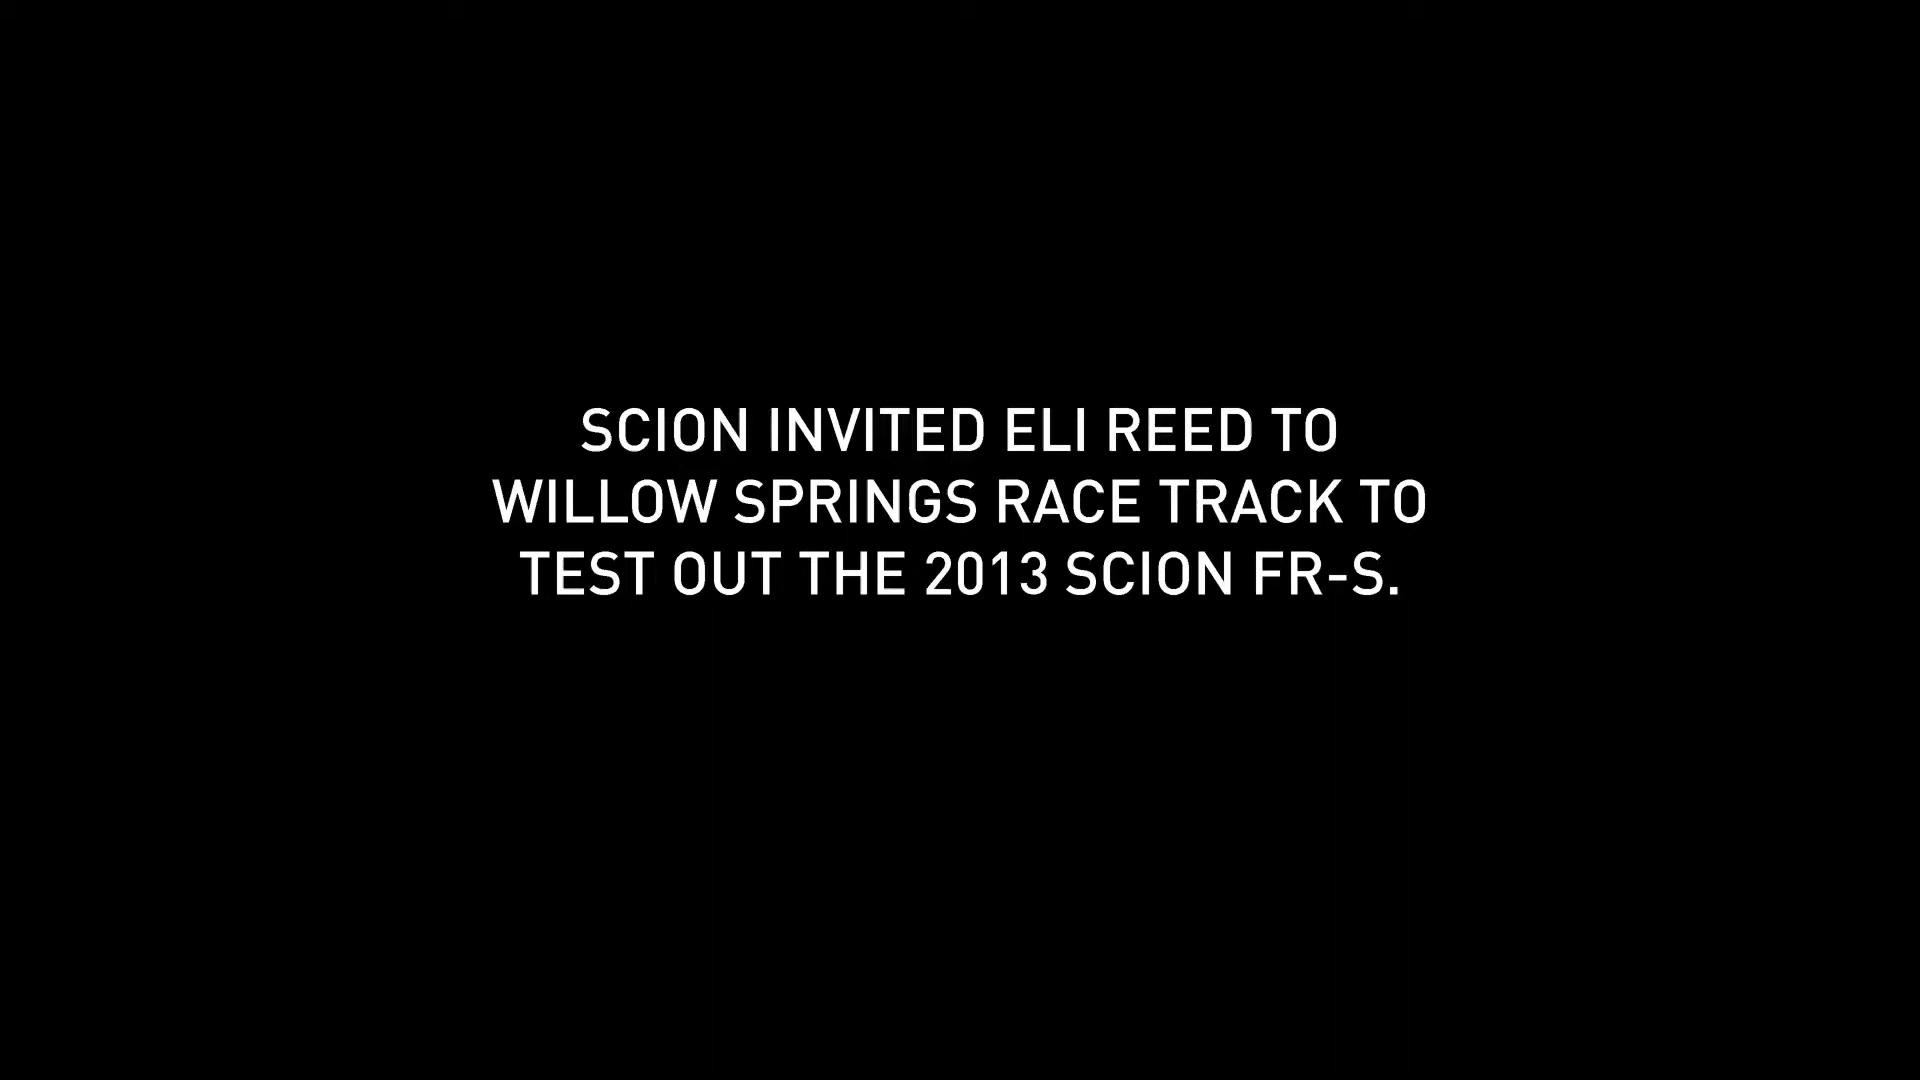 SCION INVITED ELI REED TO
WILLOW SPRINGS RACE TRACK TO
TEST OUT THE 2013 SCION FR-S.